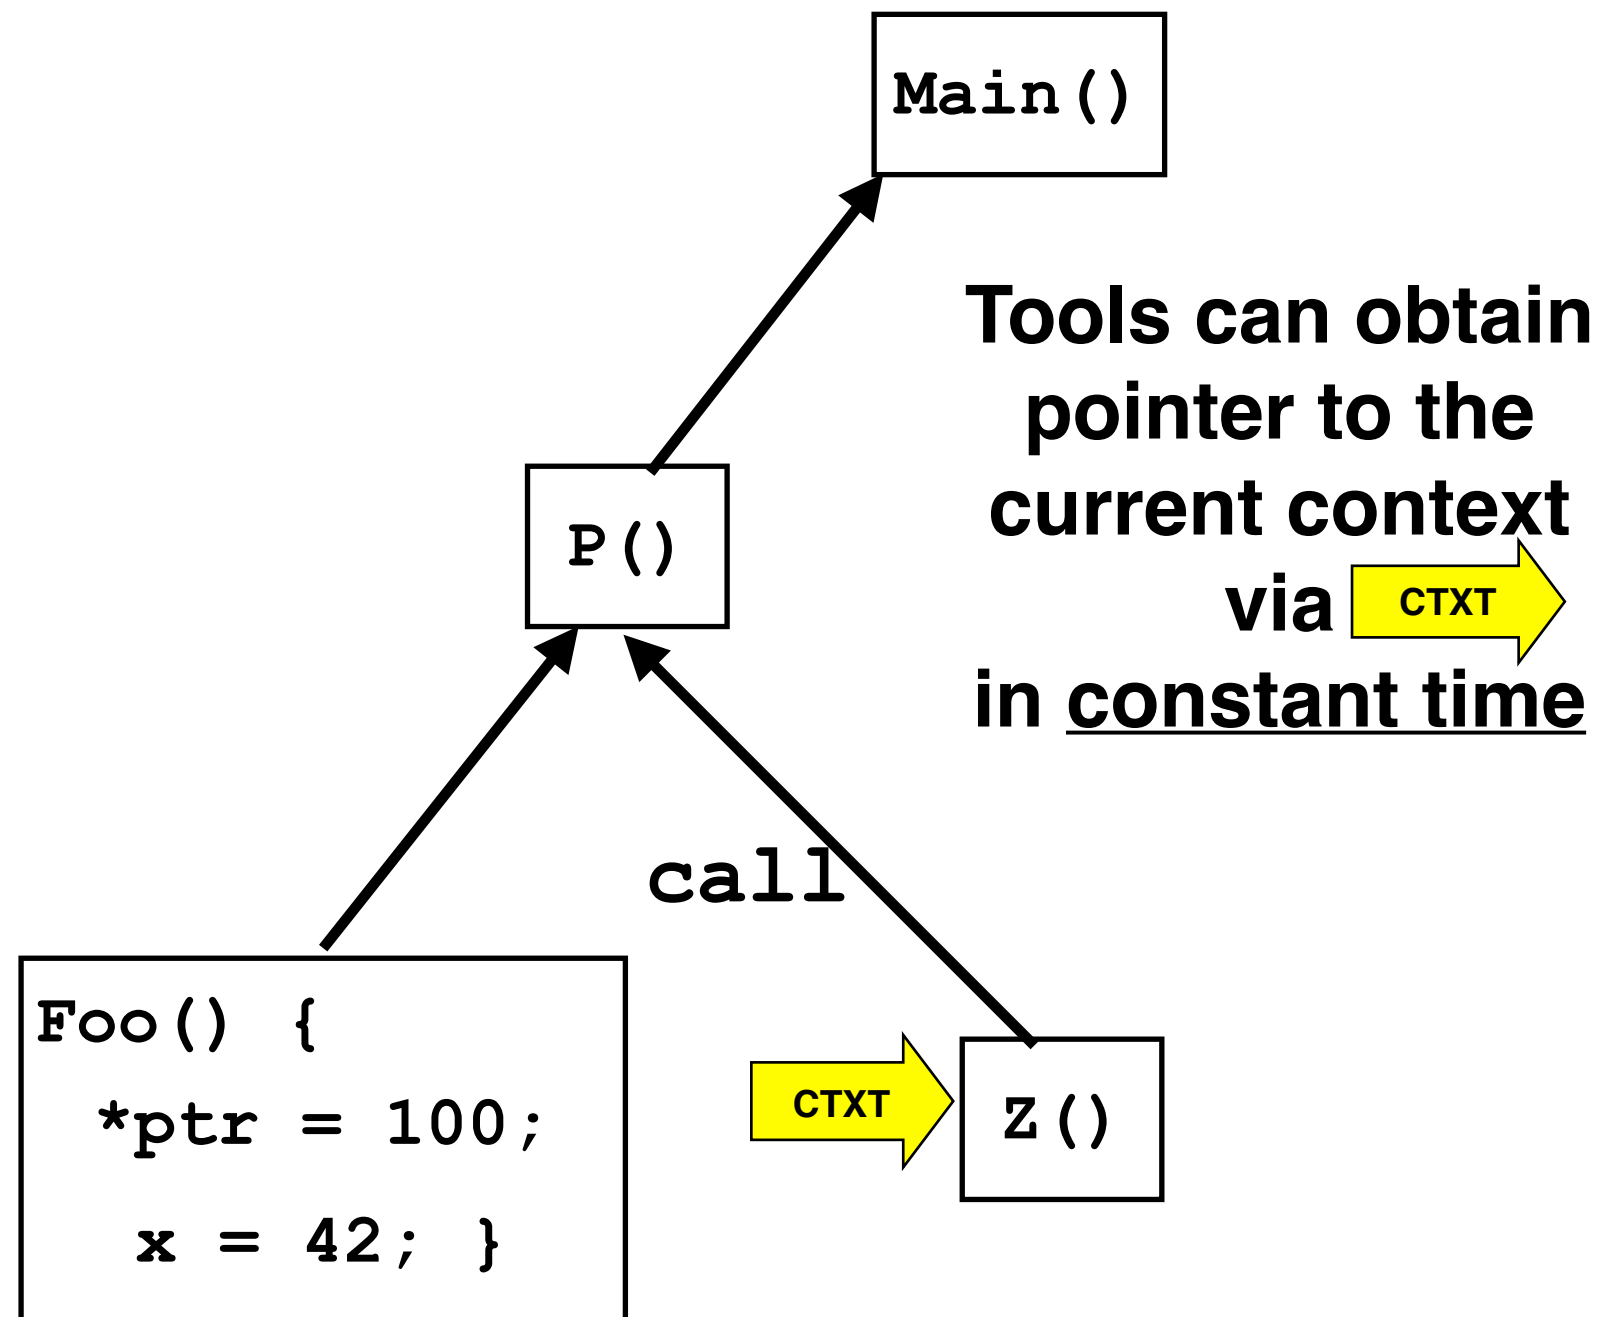 Main()
Tools can obtain
pointer to the
current context
via CTXT
in constant time
P()
call
Foo() {
*ptr = 100;
x = 42; }
CTXT
Z()